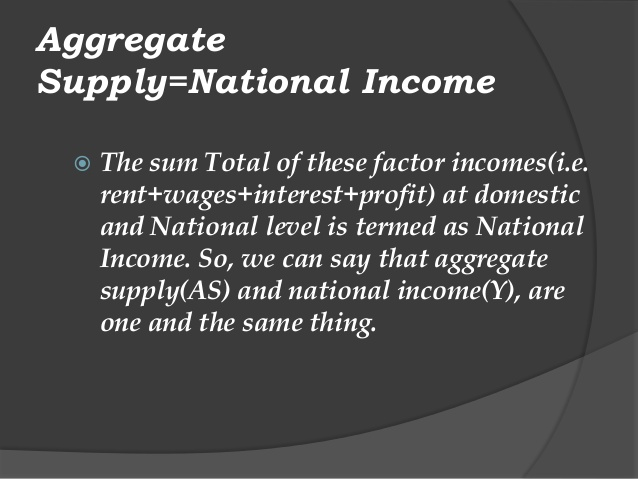 Aggregate
Supply=National Income
The sum Total of these factor incomes(i.e.
rent+wages+interest+profit) at domestic
and National level is termed as National
Income. So, we can say that aggregate
supply(AS) and national income(Y), are
one and the same thing.